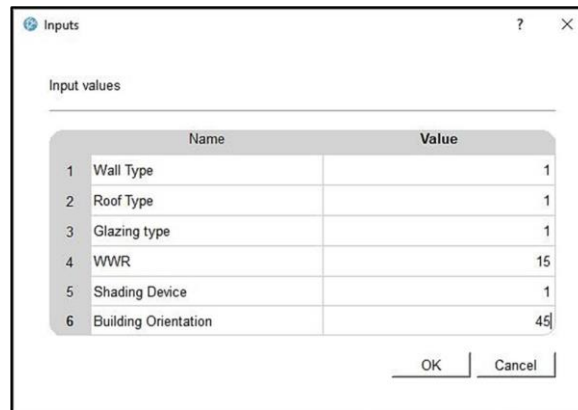 Inputs ? ×
Input values
Name Value
1 Wall Type 1
2 Roof Type 1
3 Glazing type 1
4 WWR 15
5 Shading Device 1
6 Building Orientation 45
OK Cancel